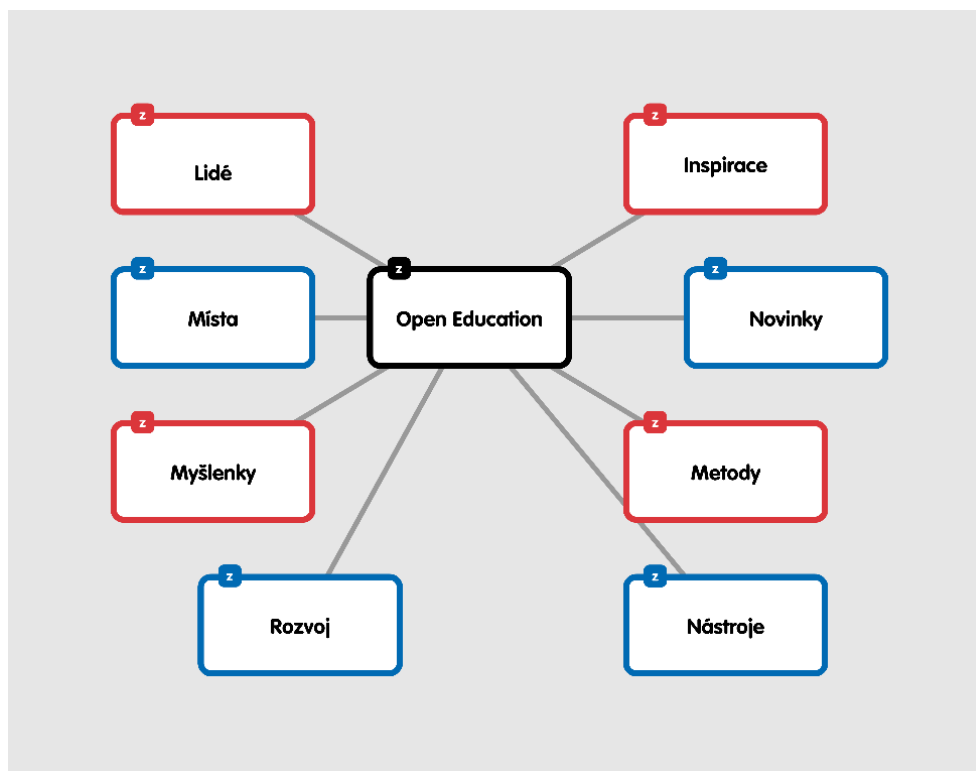 z
Lidé
z
Inspirace
z
Místa
z
Open Education
z
Novinky
z
Myšlenky
z
Metody
z
Rozvoj
z
Nástroje